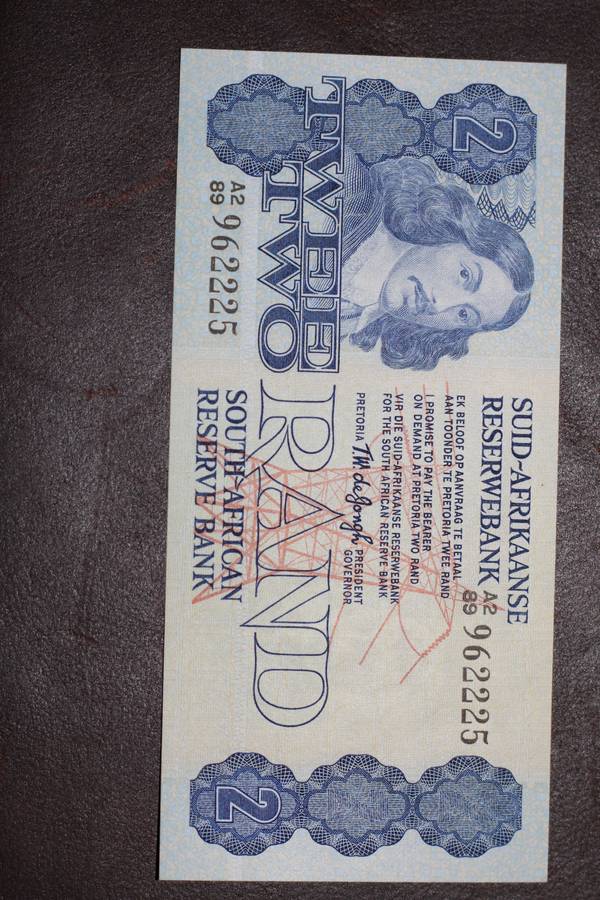 2
SUID-AFRIKAANSE
RESERWEBANK
A2
89 962225
EK BELOOF OP AANVRAAG TE BETAAL
AAN TOONDER TE PRETORIA TWEE RAND
I PROMISE TO PAY THE BEARER
ON DEMAND AT PRETORIA TWO RAND
VIR DIE SUID-AFRIKAANSE RESERWEBANK
FOR THE SOUTH AFRICAN RESERVE BANK
PRETORIA T.W. de Jongh PRESIDENT
GOVERNOR
TWEE
TWO RAND
A2
89 962225
SOUTH-AFRICAN
RESERVE BANK
2